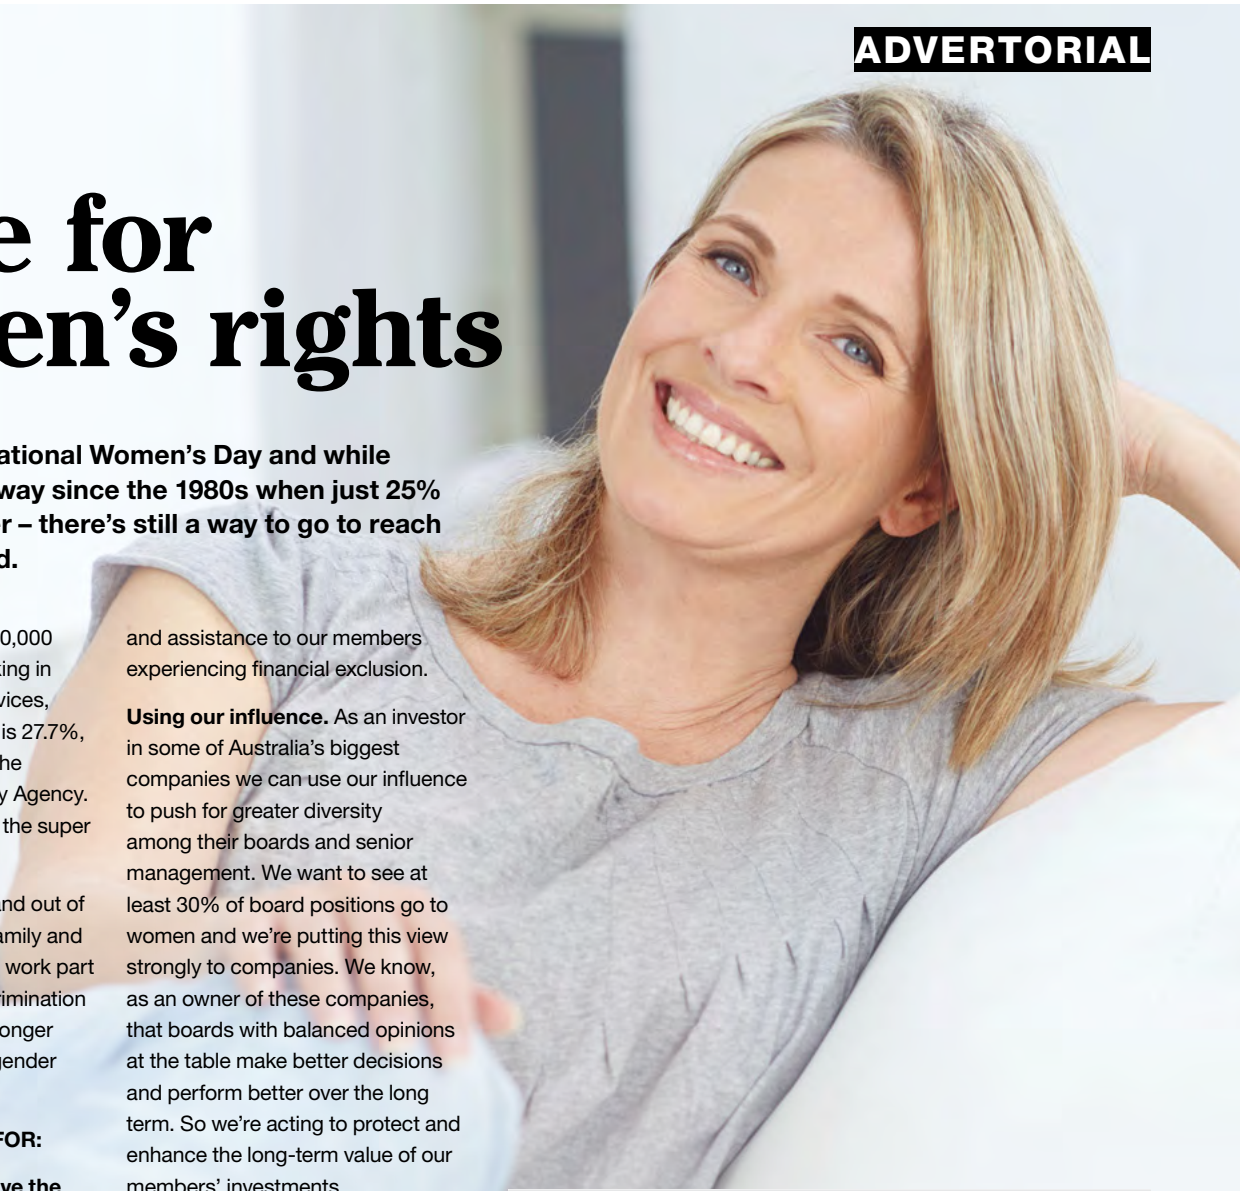 ADVERTORIAL
e for
en’s rights
ational Women’s Day and while
way since the 1980s when just 25%
r – there’s still a way to go to reach
d.
0,000
king in
vices,
is 27.7%,
he
y Agency.
the super
and out of
amily and
work part
rimination
onger
gender
FOR:
ve the
and assistance to our members
experiencing financial exclusion.
Using our influence. As an investor
in some of Australia’s biggest
companies we can use our influence
to push for greater diversity
among their boards and senior
management. We want to see at
least 30% of board positions go to
women and we’re putting this view
strongly to companies. We know,
as an owner of these companies,
that boards with balanced opinions
at the table make better decisions
and perform better over the long
term. So we’re acting to protect and
enhance the long-term value of our
members’ investments